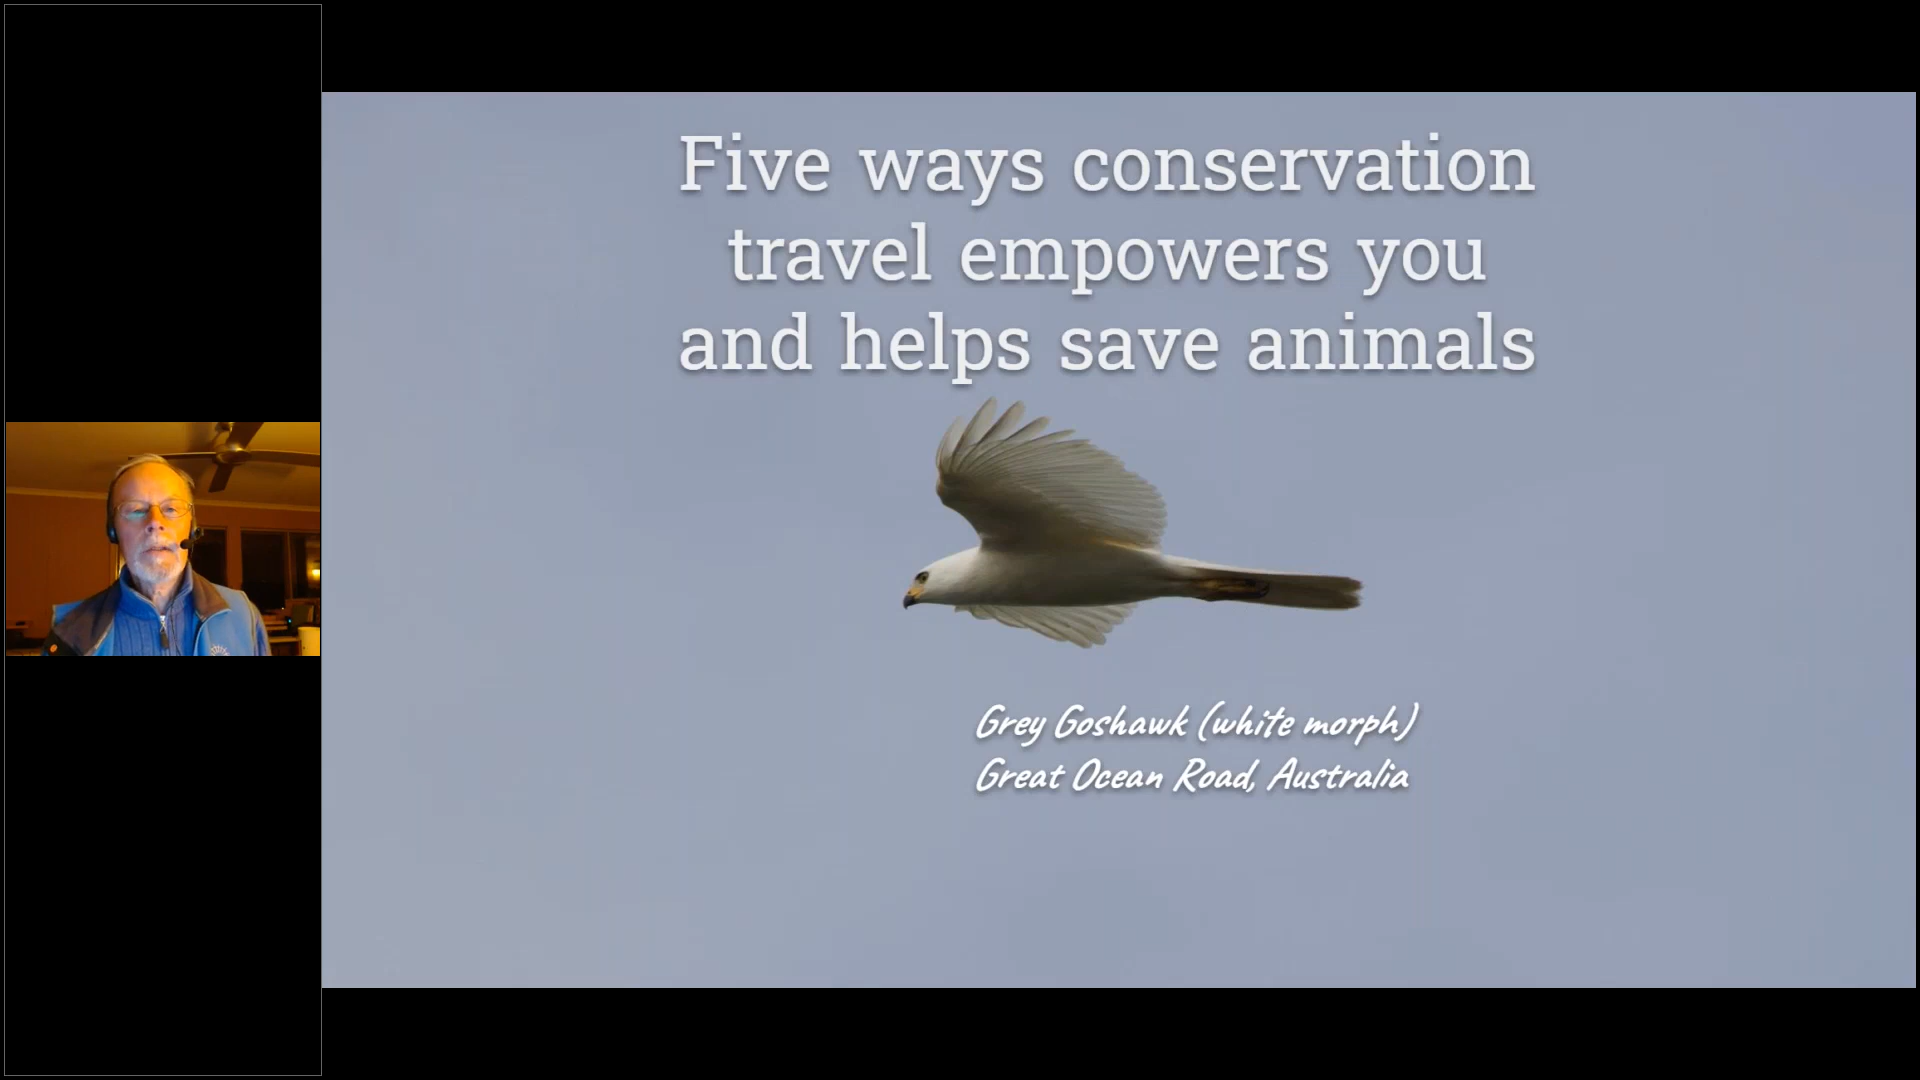 Five ways conservation
travel empowers you
and helps save animals
Grey Goshawk (white morph)
Great Ocean Road, Australia